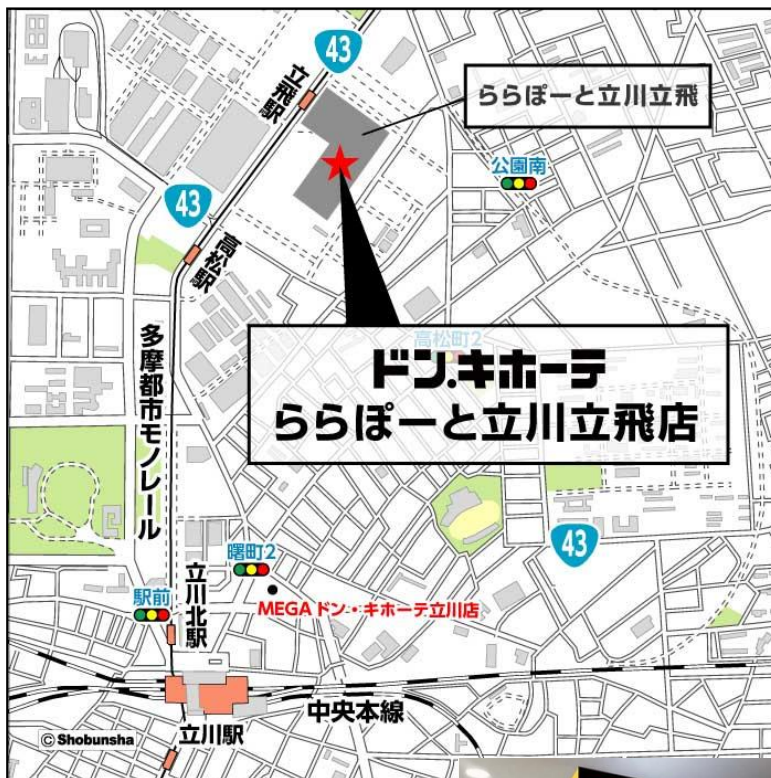 43
立飛駅
ららぽーと立川立飛
公園南
43
高松駅
高松町2
ドン.キホーテ
ららぽーと立川立飛店
多摩都市モノレール
43
曙町2
立川北駅
駅前
MEGAドン・キホーテ立川店
中央本線
立川駅
© Shobunsha